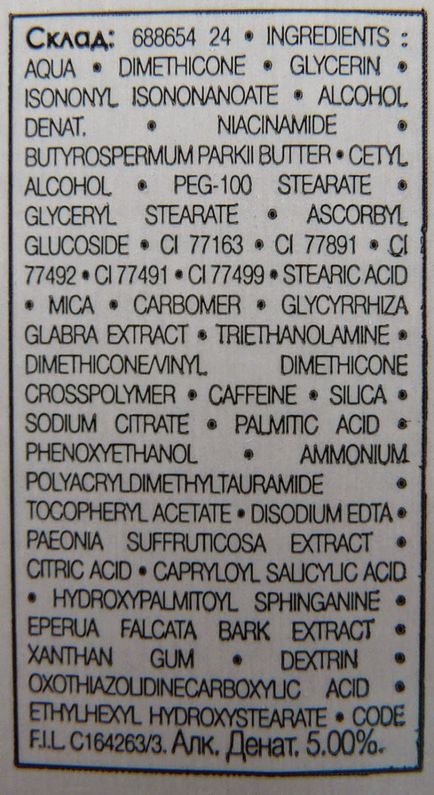 Склад: 688654 24 • INGREDIENTS :
AQUA • DIMETHICONE • GLYCERIN •
ISONONYL ISONONANOATE • ALCOHOL
DENAT. • NIACINAMIDE •
BUTYROSPERMUM PARKII BUTTER • CETYL
ALCOHOL • PEG-100 STEARATE •
GLYCERYL STEARATE • ASCORBYL
GLUCOSIDE • CI 77163 • CI 77891 • CI
77492 • CI 77491 • CI 77499 • STEARIC ACID
• MICA • CARBOMER • GLYCYRRHIZA
GLABRA EXTRACT • TRIETHANOLAMINE •
DIMETHICONE/VINYL DIMETHICONE
CROSSPOLYMER • CAFFEINE • SILICA •
SODIUM CITRATE • PALMITIC ACID •
PHENOXYETHANOL • AMMONIUM
POLYACRYLDIMETHYLTAURAMIDE •
TOCOPHERYL ACETATE • DISODIUM EDTA •
PAEONIA SUFFRUTICOSA EXTRACT •
CITRIC ACID • CAPRYLOYL SALICYLIC ACID
• HYDROXYPALMITOYL SPHINGANINE •
EPERUA FALCATA BARK EXTRACT •
XANTHAN GUM • DEXTRIN •
OXOTHIAZOLIDINECARBOXYLIC ACID •
ETHYLHEXYL HYDROXYSTEARATE • CODE
F.I.L. C164263/3. Алк. Денат. 5.00%.